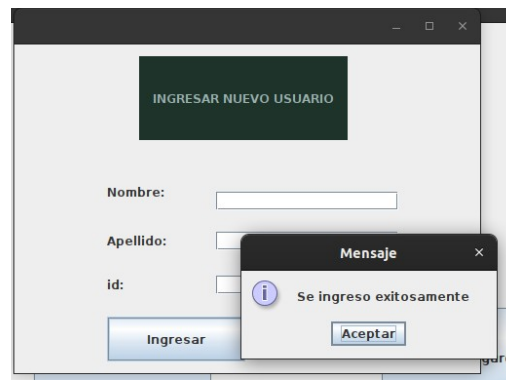 INGRESAR NUEVO USUARIO
Nombre:
Apellido:
id:
Ingresar
Mensaje
Se ingreso exitosamente
Aceptar